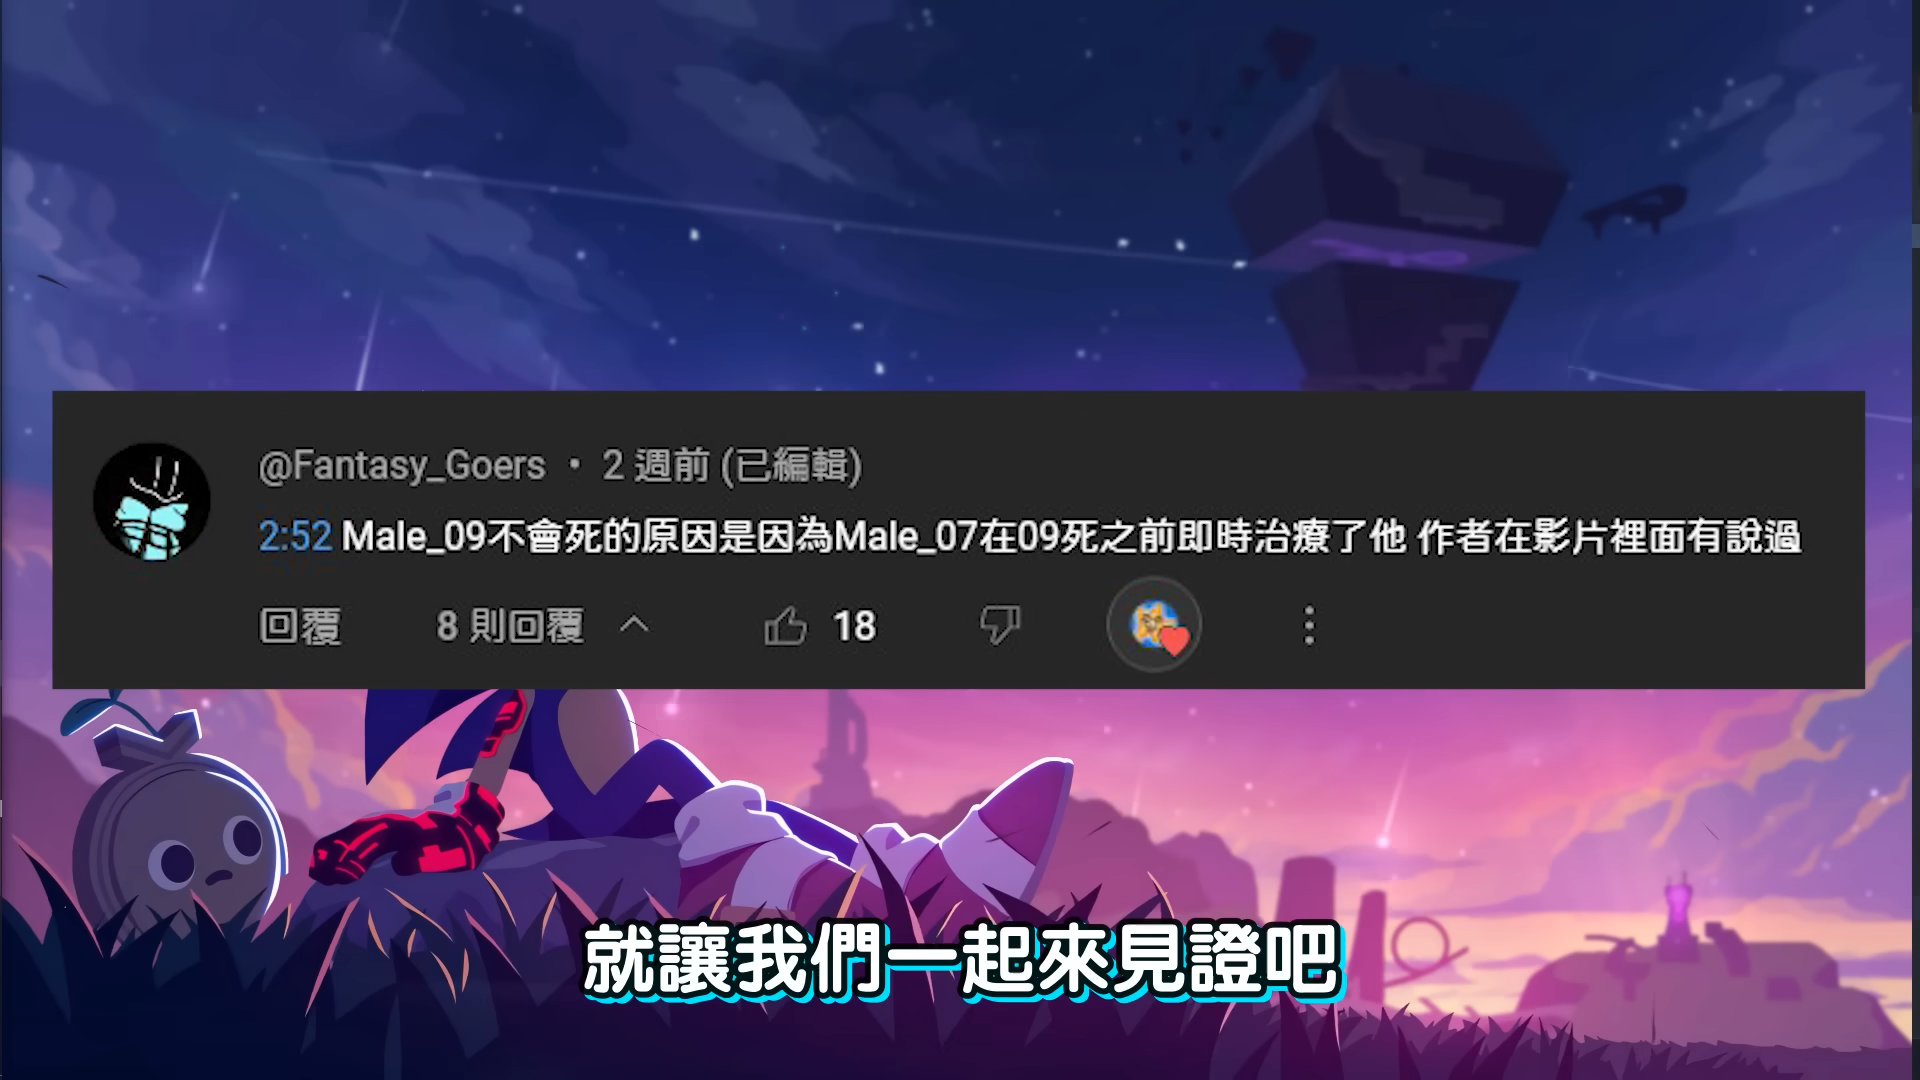 @Fantasy_Goers · 2 週前 (已編輯)
2:52 Male_09不會死的原因是因為Male_07在09死之前即時治療了他 作者在影片裡面有說過
回覆 8 則回覆 18
就讓我們一起來見證吧